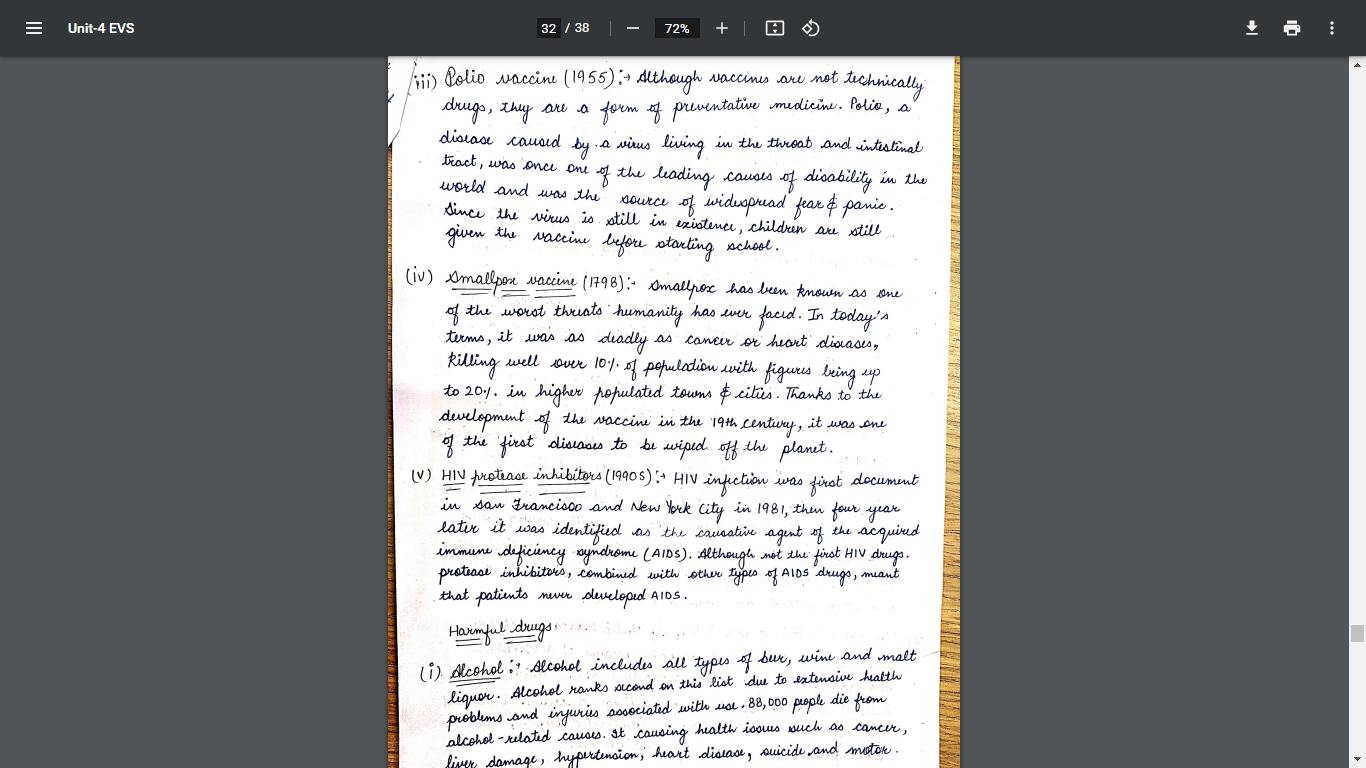 Unit-4 EVS
32 / 38
72%
iii) Polio vaccine (1955):→ Although vaccines are not technically
drugs, they are a form of preventative medicine. Polio, a
disease caused by a virus living in the throat and intestinal
tract, was once one of the leading causes of disability in the
world and was the source of widespread fear & panic.
Since the virus is still in existence, children are still
given the vaccine before starting school.
(iv) Smallpox vaccine (1798):- Smallpox has been known as one
of the worst threats humanity has ever faced. In today's
terms, it was as deadly as cancer or heart diseases,
killing well over 10% of population with figures being up
to 20%. in higher populated towns & cities. Thanks to the
development of the vaccine in the 19th century, it was one
of the first diseases to be wiped off the planet.
(v) HIV protease inhibitors (1990s):→ HIV infection was first document
in San Francisco and New York City in 1981, then four year
later it was identified as the causative agent of the acquired
immune deficiency syndrome (AIDS). Although not the first HIV drugs.
protease inhibitors, combined with other types of AIDS drugs, meant
that patients never developed AIDS.
Harmful drugs
(i) Alcohol:→ Alcohol includes all types of beer, wine and malt
liquor. Alcohol ranks second on this list due to extensive health
problems and injuries associated with use. 88,000 people die from
alcohol-related causes. It causing health issues such as cancer,
liver damage, hypertension, heart disease, suicide and motor.